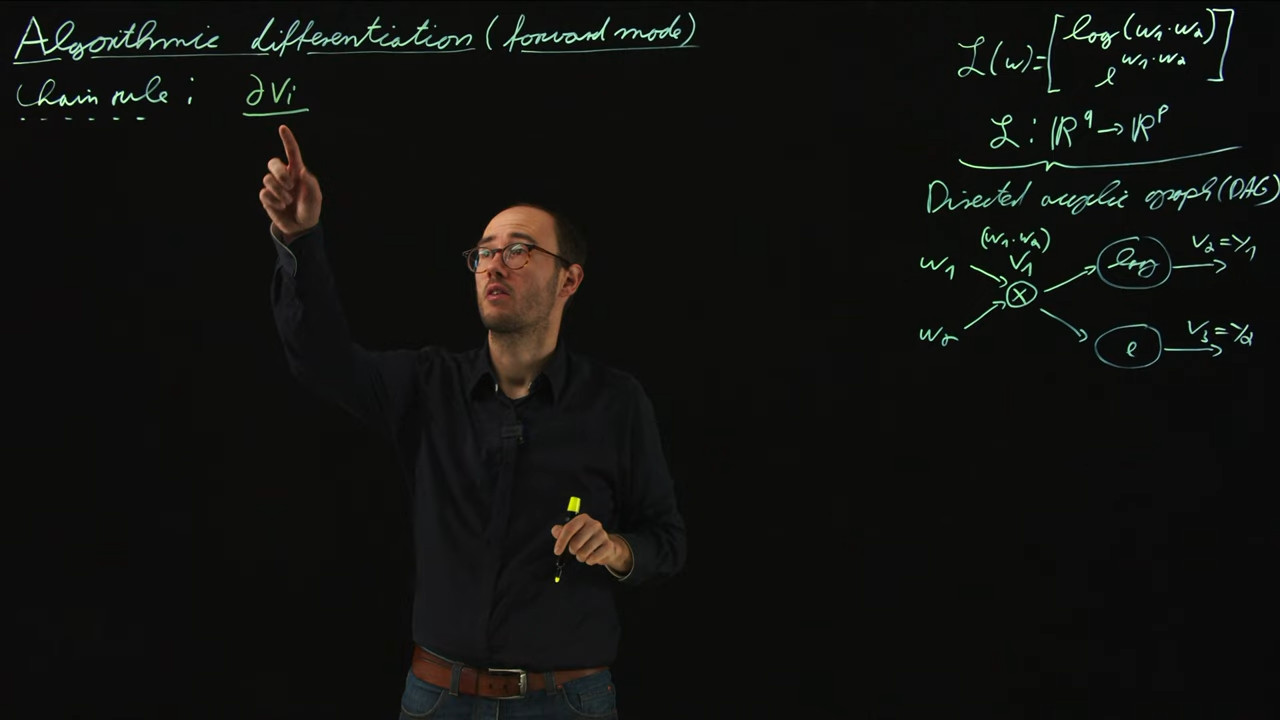 Algorithmic differentiation (forward mode)
Chain rule : ∂Vi
L(w)=[log(w1·w2)
e^{w1·w2}]
L : ℝ^q → ℝ^p
Directed acyclic graph (DAG)
(w1·w2)
w1 V1 log V2=Y1
×
w2 e V3=Y2